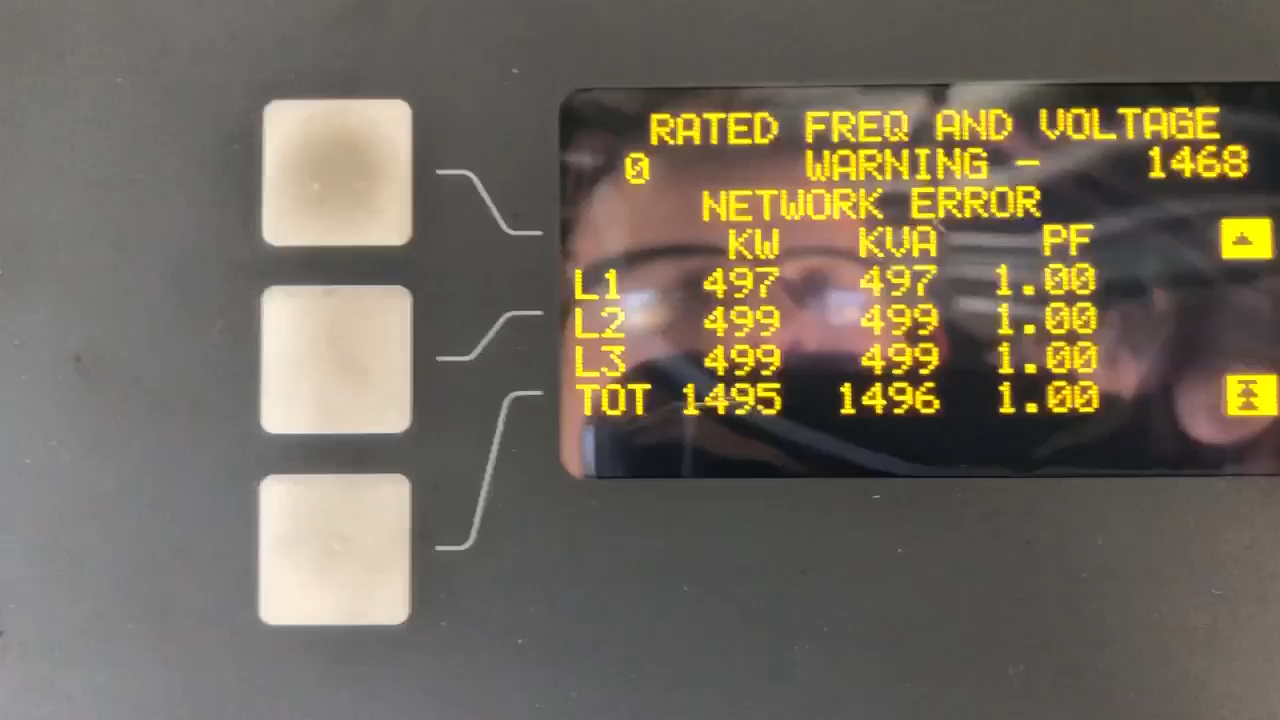 RATED FREQ AND VOLTAGE
0 WARNING - 1468
NETWORK ERROR
KW KVA PF
L1 497 497 1.00
L2 499 499 1.00
L3 499 499 1.00
TOT 1495 1496 1.00